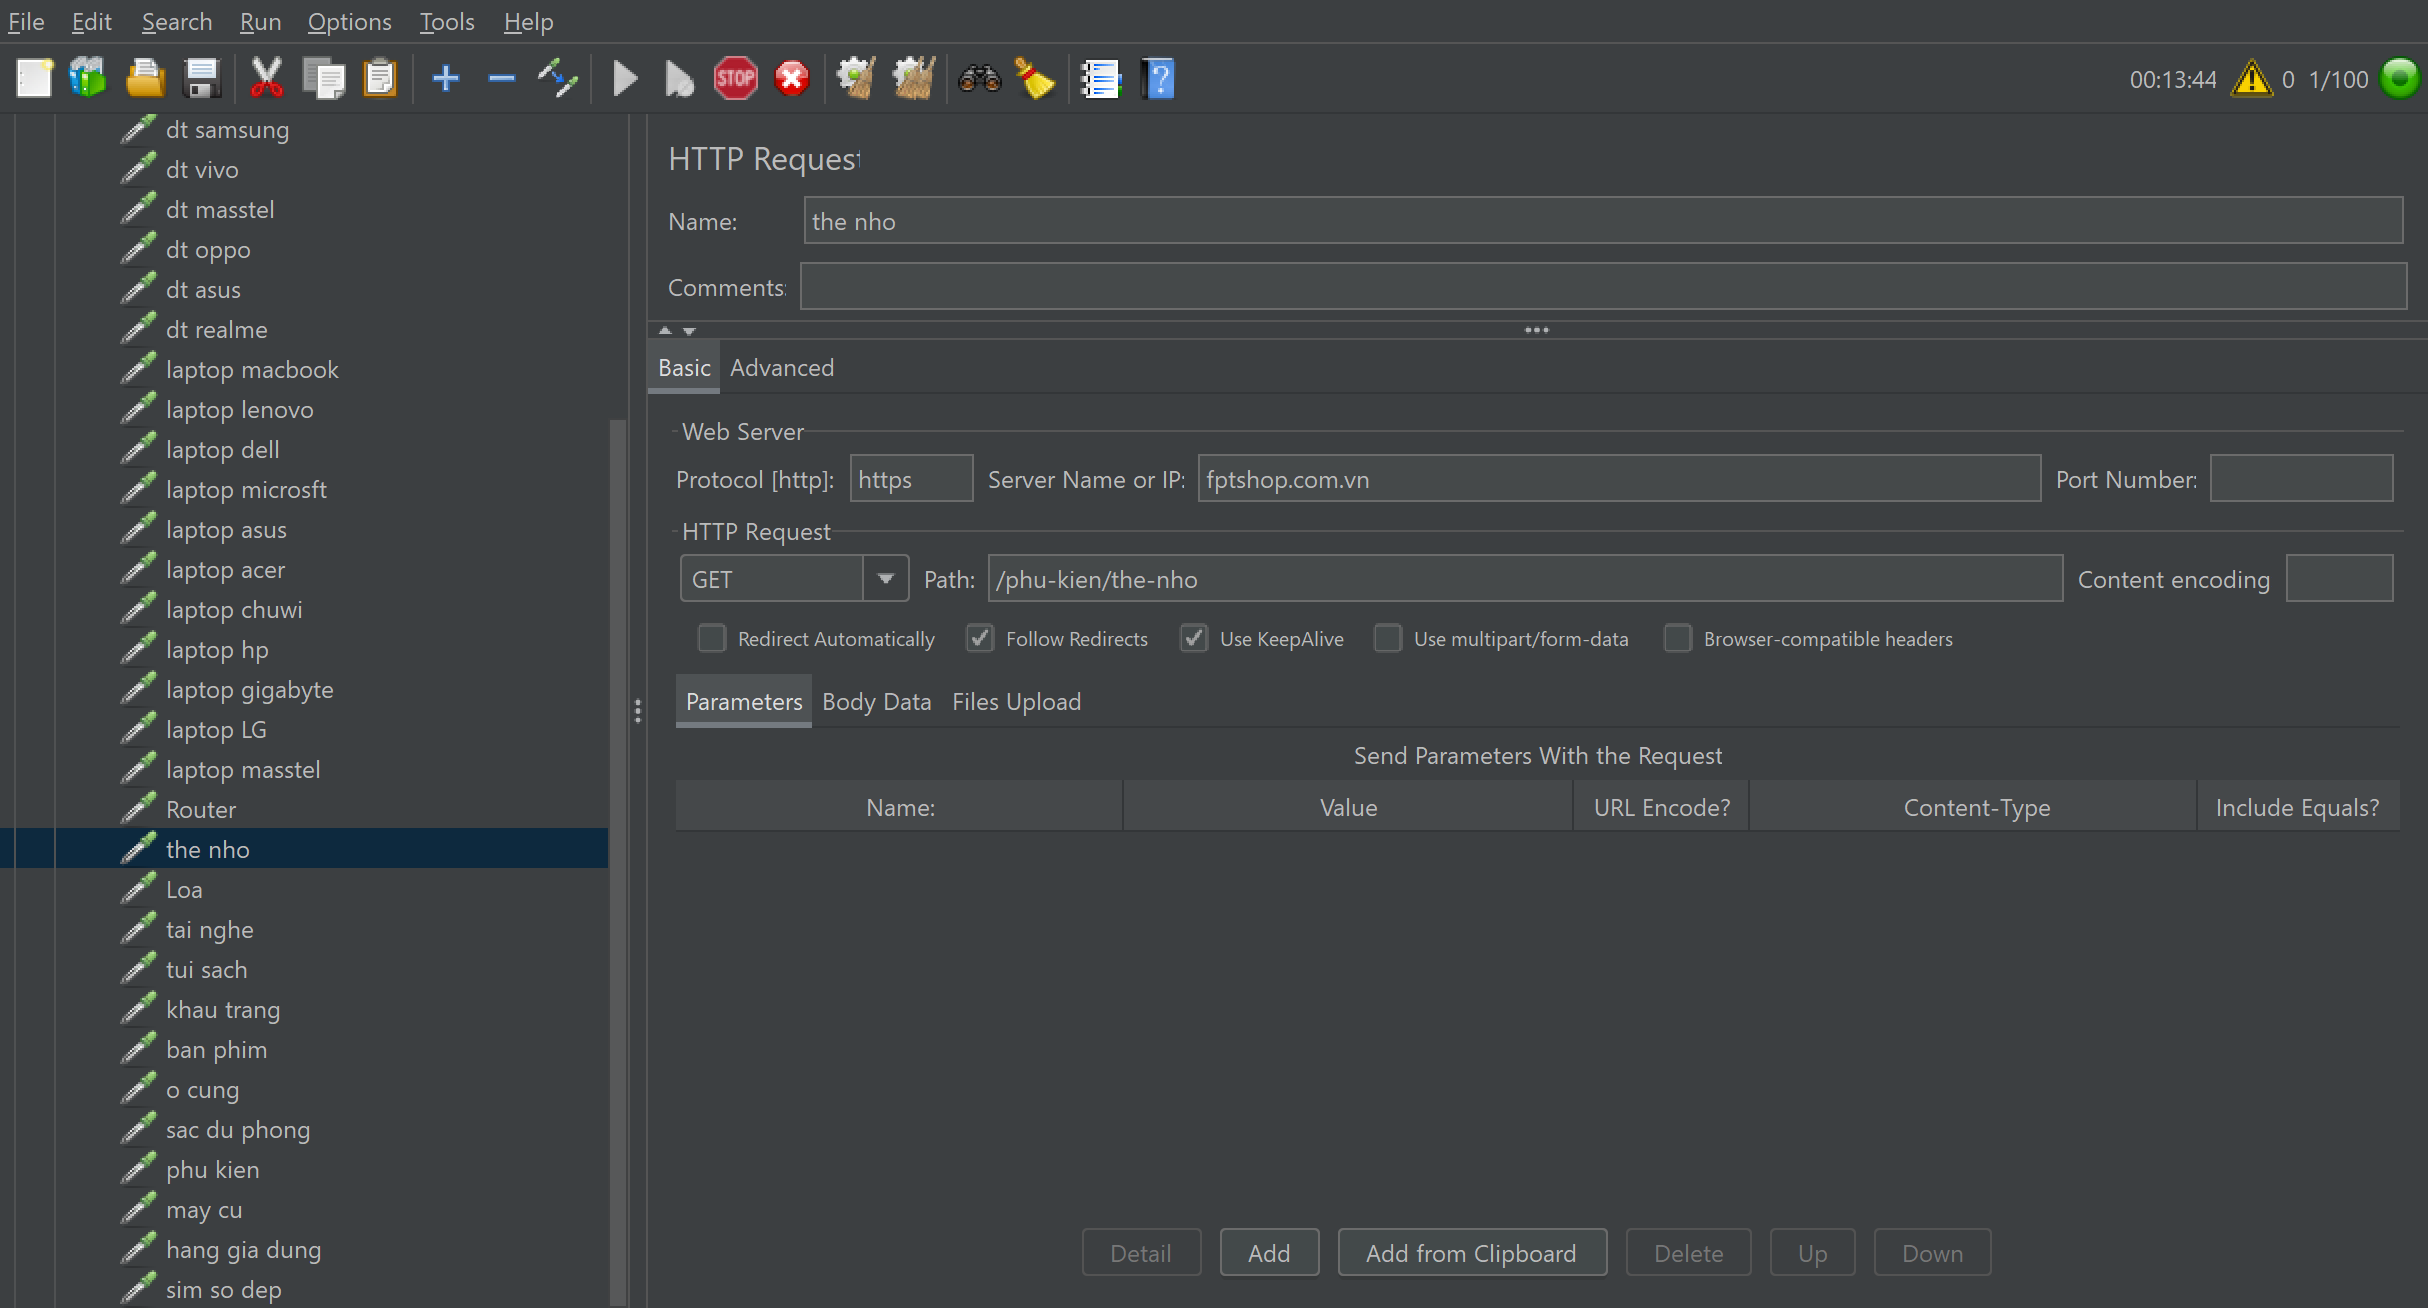 File Edit Search Run Options Tools Help
STOP ? 00:13:44 0 1/100
dt samsung
dt vivo
dt masstel
dt oppo
dt asus
dt realme
laptop macbook
laptop lenovo
laptop dell
laptop microsft
laptop asus
laptop acer
laptop chuwi
laptop hp
laptop gigabyte
laptop LG
laptop masstel
Router
the nho
Loa
tai nghe
tui sach
khau trang
ban phim
o cung
sac du phong
phu kien
may cu
hang gia dung
sim so dep
HTTP Request
Name: the nho
Comments:
Basic Advanced
Web Server
Protocol [http]: https Server Name or IP: fptshop.com.vn Port Number:
HTTP Request
GET Path: /phu-kien/the-nho Content encoding
Redirect Automatically Follow Redirects Use KeepAlive Use multipart/form-data Browser-compatible headers
Parameters Body Data Files Upload
Send Parameters With the Request
Name: Value URL Encode? Content-Type Include Equals?
Detail Add Add from Clipboard Delete Up Down